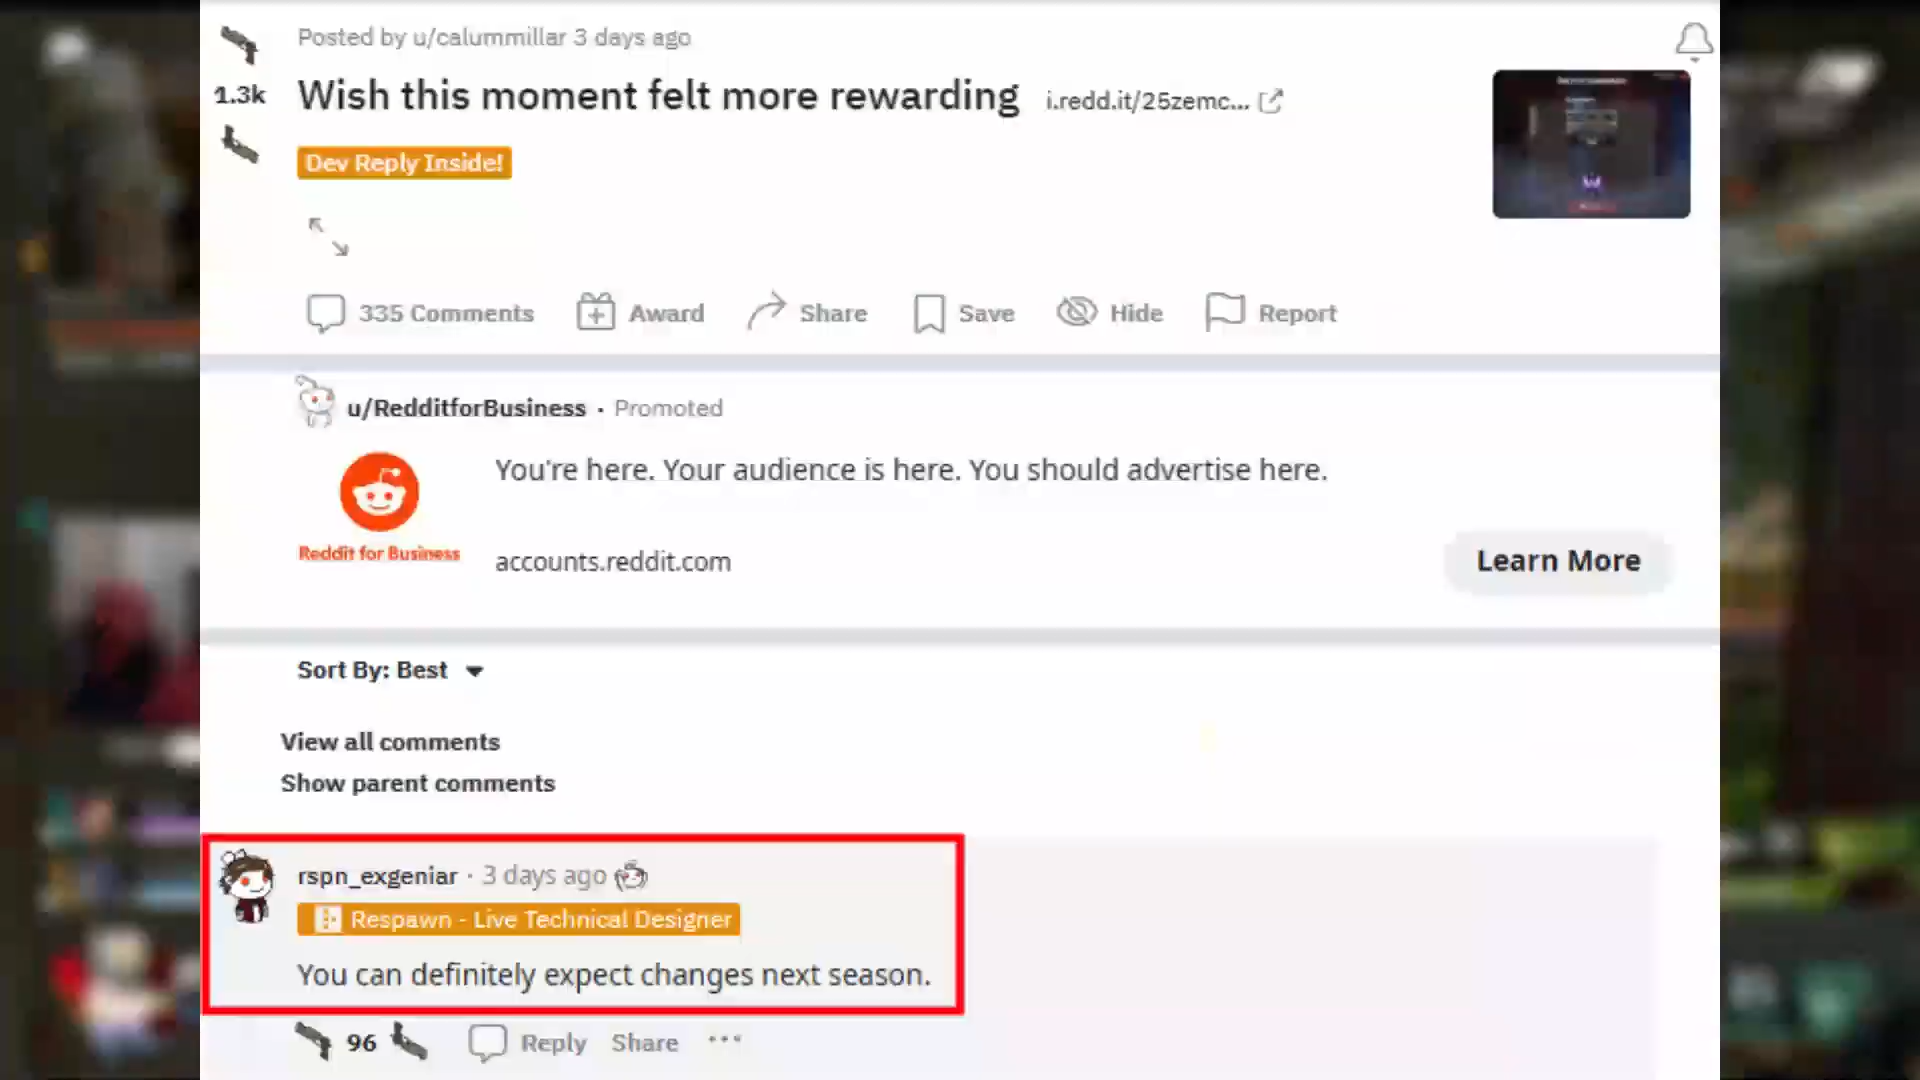 Posted by u/calummillar 3 days ago
1.3k
Wish this moment felt more rewarding i.redd.it/25zemc...
Dev Reply Inside!
335 Comments Award Share Save Hide Report
u/RedditforBusiness · Promoted
You're here. Your audience is here. You should advertise here.
Reddit for Business
accounts.reddit.com
Learn More
Sort By: Best
View all comments
Show parent comments
rspn_exgeniar · 3 days ago
Respawn - Live Technical Designer
You can definitely expect changes next season.
96 Reply Share ...